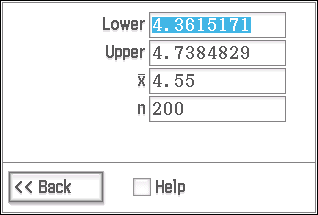 Lower 4.3615171
Upper 4.7384829
x̄ 4.55
n 200
<< Back Help